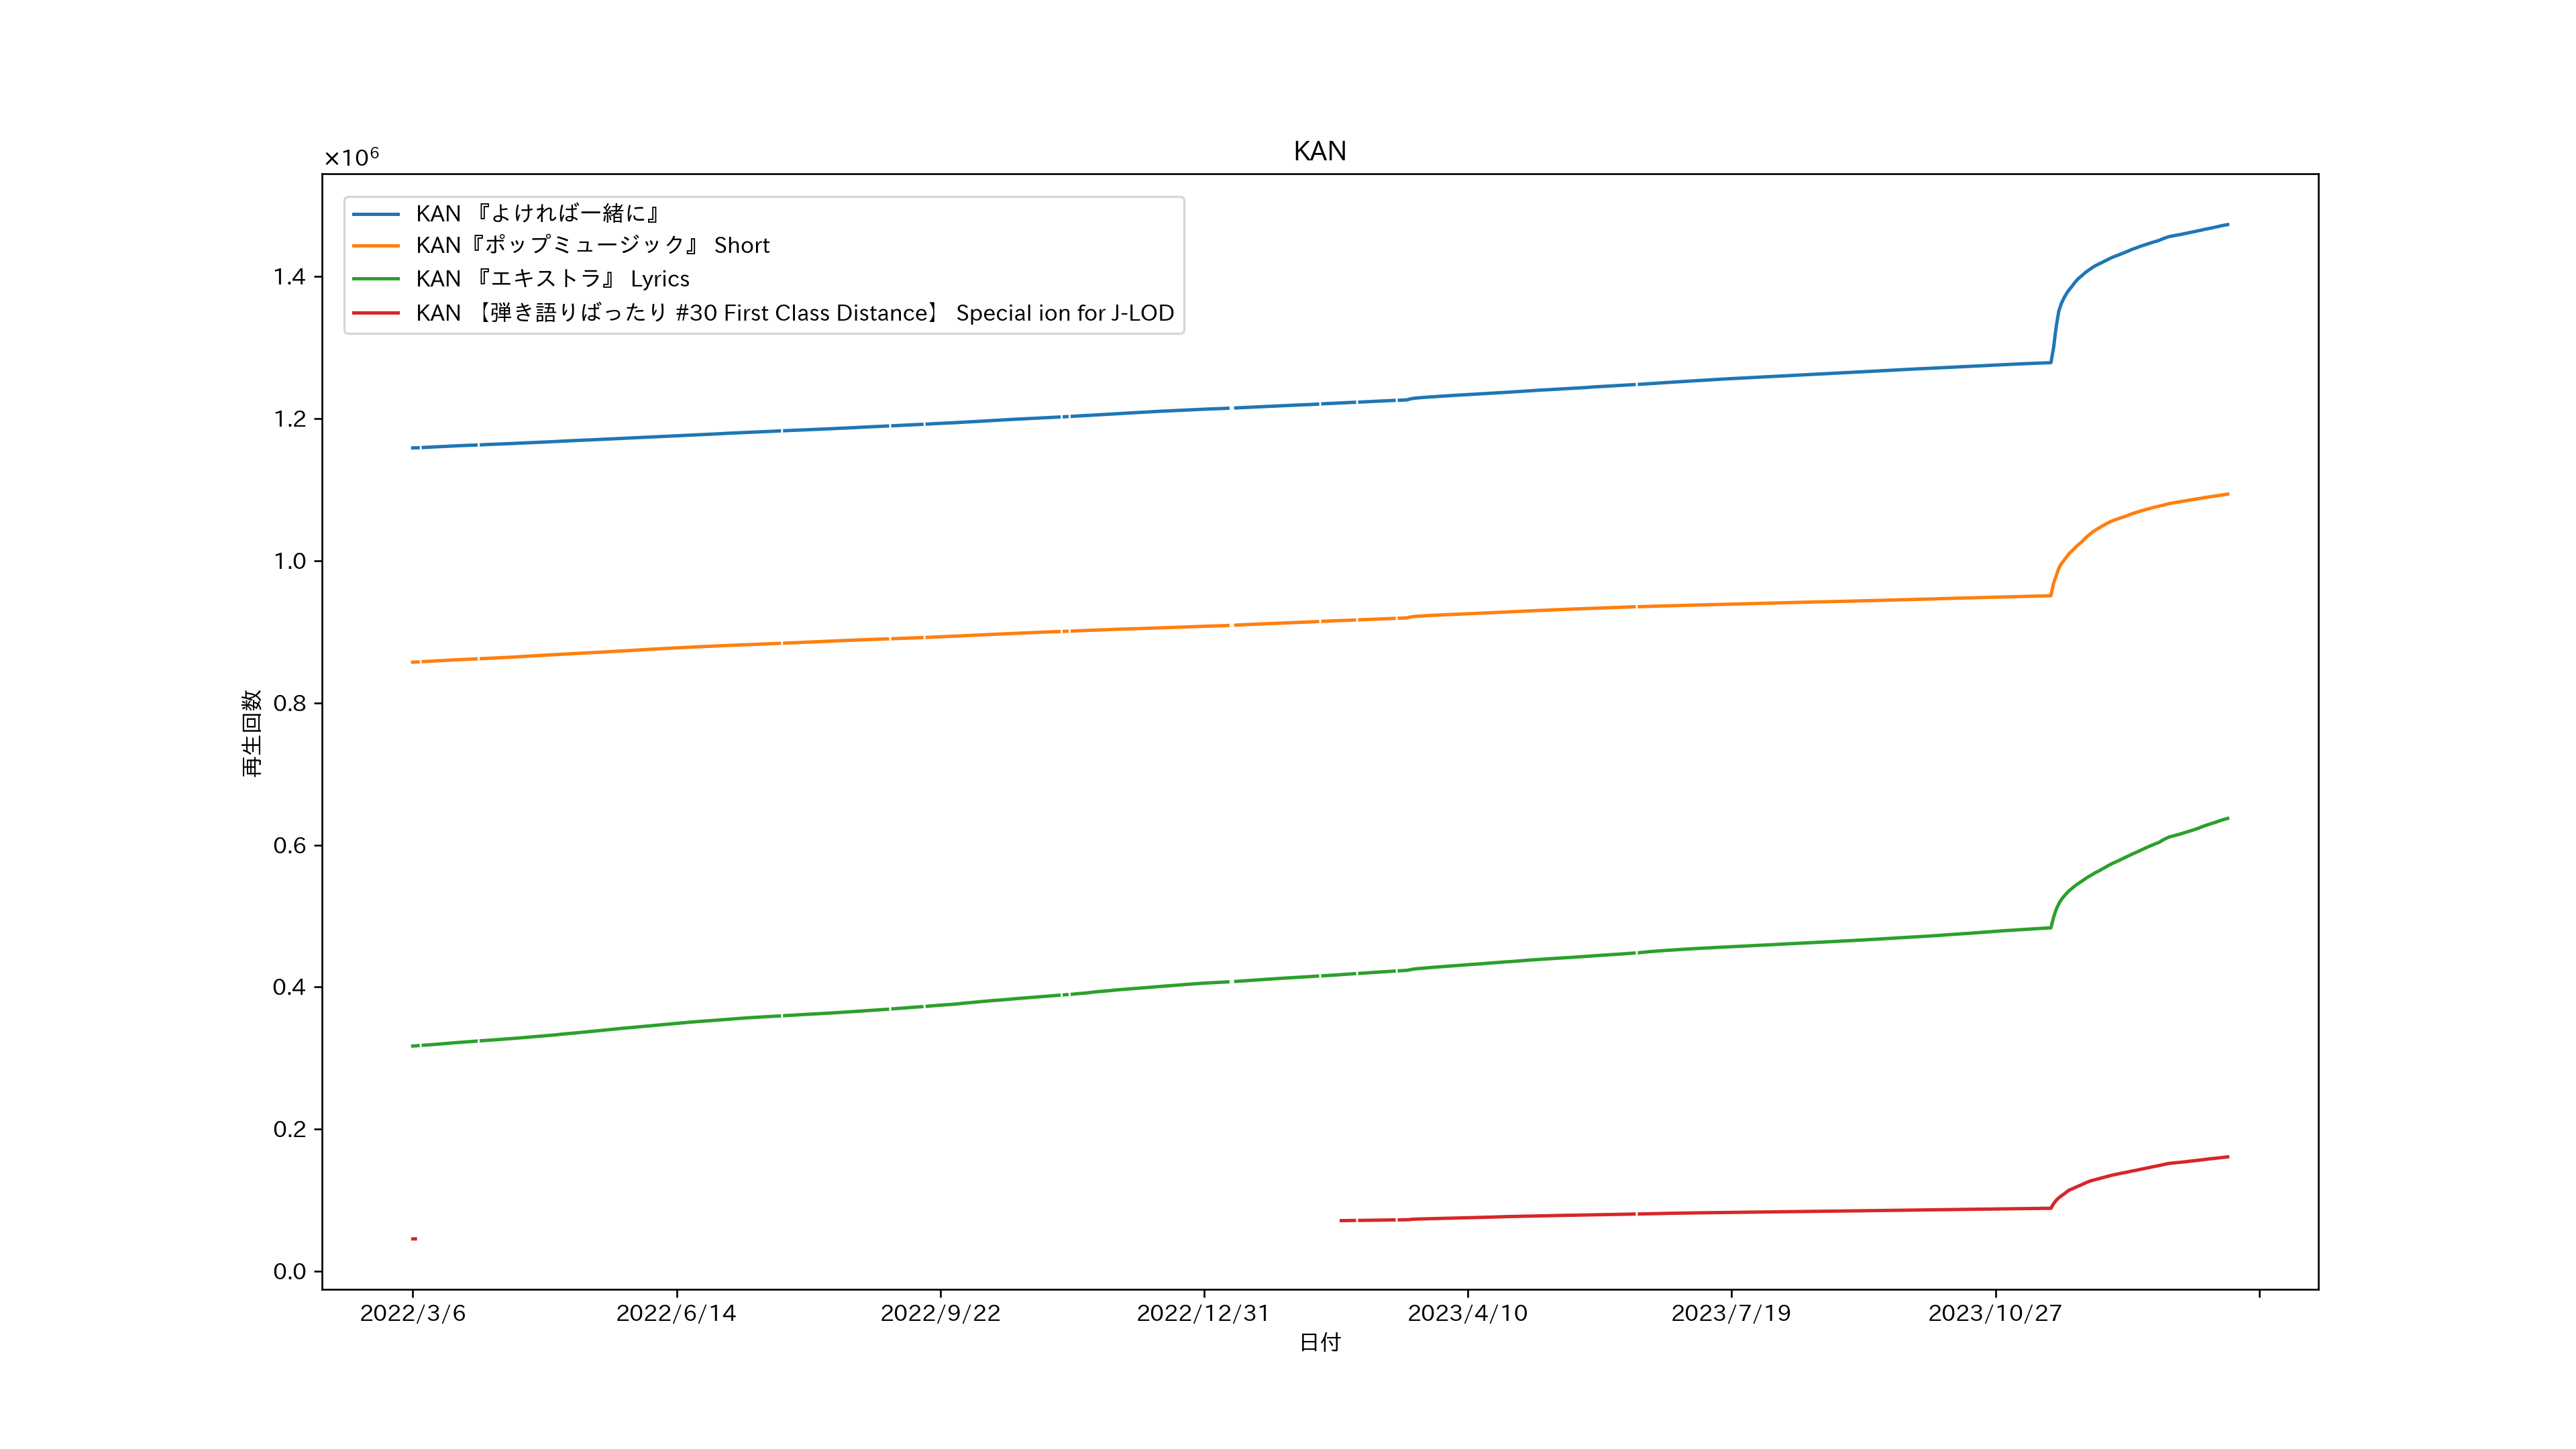 KAN
×10⁶
KAN 『よければ一緒に』
KAN『ポップミュージック』 Short
KAN 『エキストラ』 Lyrics
KAN 【弾き語りばったり #30 First Class Distance】 Special ion for J-LOD
1.4
1.2
1.0
0.8
0.6
0.4
0.2
0.0
再生回数
2022/3/6 2022/6/14 2022/9/22 2022/12/31 2023/4/10 2023/7/19 2023/10/27
日付